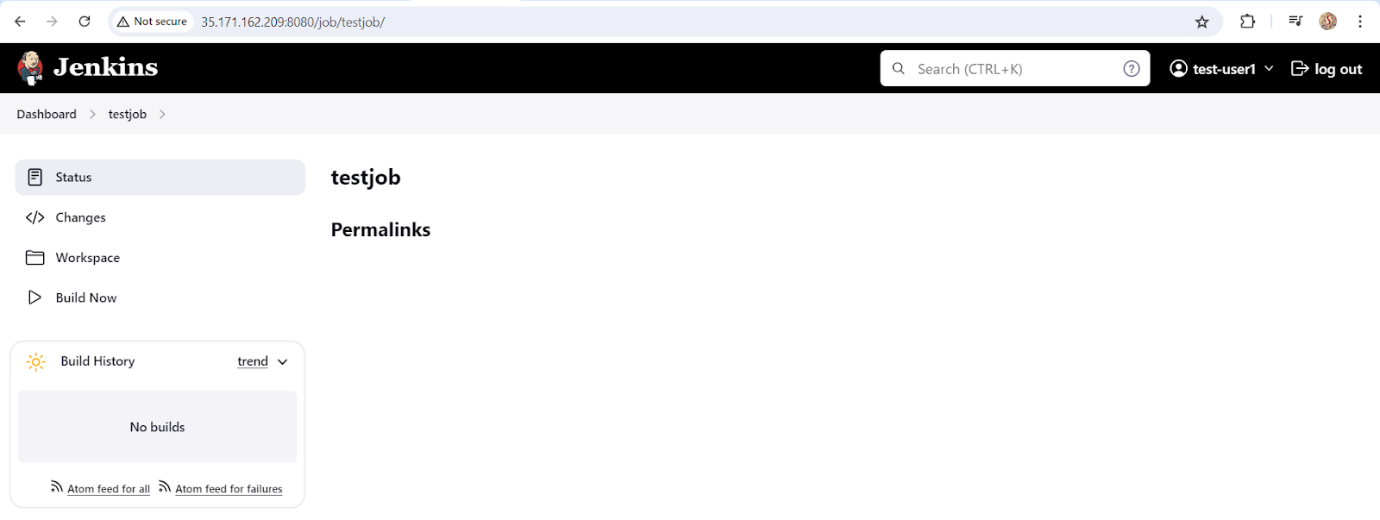 Not secure 35.171.162.209:8080/job/testjob/
Jenkins Search (CTRL+K) ? test-user1 log out
Dashboard > testjob >
Status
testjob
Changes
Permalinks
Workspace
Build Now
Build History trend
No builds
Atom feed for all Atom feed for failures